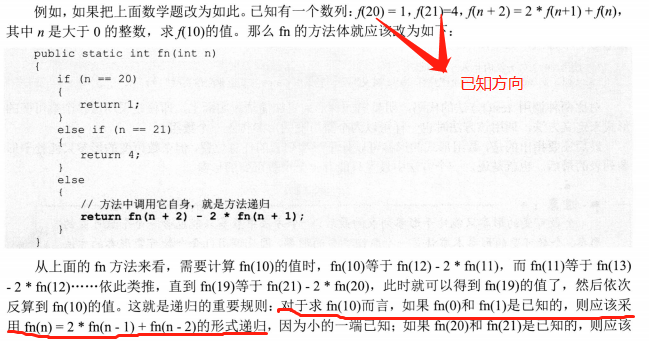 例如，如果把上面数学题改为如此。已知有一个数列：f(20) = 1，f(21)=4，f(n + 2) = 2 * f(n+1) + f(n)，
其中 n 是大于 0 的整数，求 f(10)的值。那么 fn 的方法体就应该改为如下：
已知方向
public static int fn(int n)
{
if (n == 20)
{
return 1;
}
else if (n == 21)
{
return 4;
}
else
{
// 方法中调用它自身，就是方法递归
return fn(n + 2) - 2 * fn(n + 1);
}
}
从上面的 fn 方法来看，需要计算 fn(10)的值时，fn(10)等于 fn(12) - 2 * fn(11)，而 fn(11)等于 fn(13)
- 2 * fn(12)……依此类推，直到 fn(19)等于 fn(21) - 2 * fn(20)，此时就可以得到 fn(19)的值了，然后依次
反算到 fn(10)的值。这就是递归的重要规则：对于求 fn(10)而言，如果 fn(0)和 fn(1)是已知的，则应该采
用 fn(n) = 2 * fn(n - 1) + fn(n - 2)的形式递归，因为小的一端已知；如果 fn(20)和 fn(21)是已知的，则应该